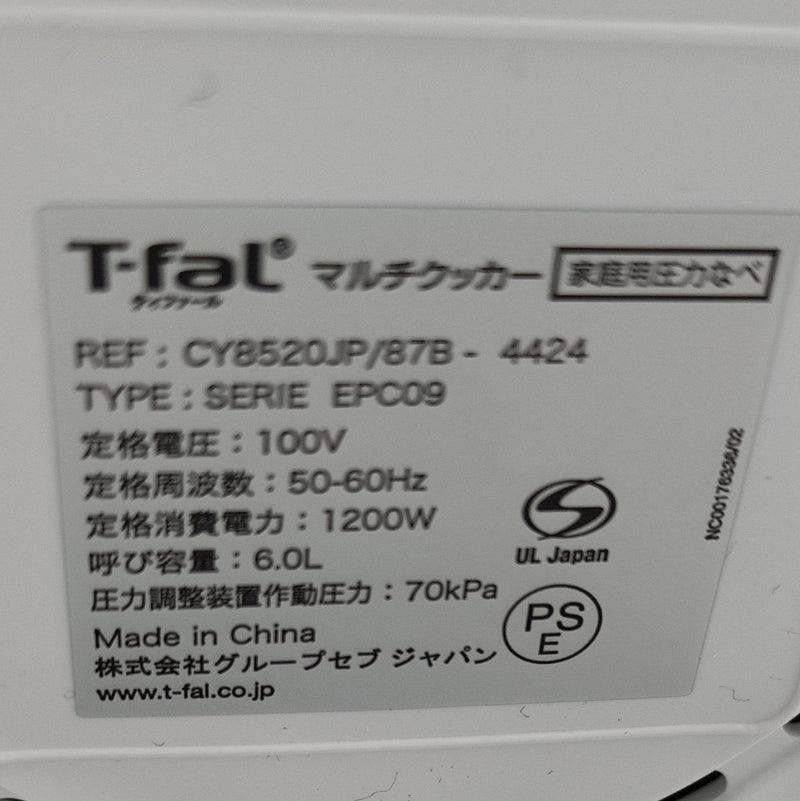 T-fal® マルチクッカー 家庭用圧力なべ
ティファール
REF : CY8520JP/87B - 4424
TYPE : SERIE EPC09
定格電圧 : 100V
定格周波数 : 50-60Hz
定格消費電力 : 1200W
呼び容量 : 6.0L
圧力調整装置作動圧力 : 70kPa
Made in China
株式会社グループセブ ジャパン
www.t-fal.co.jp
UL Japan
PS
E
NC00176336/02